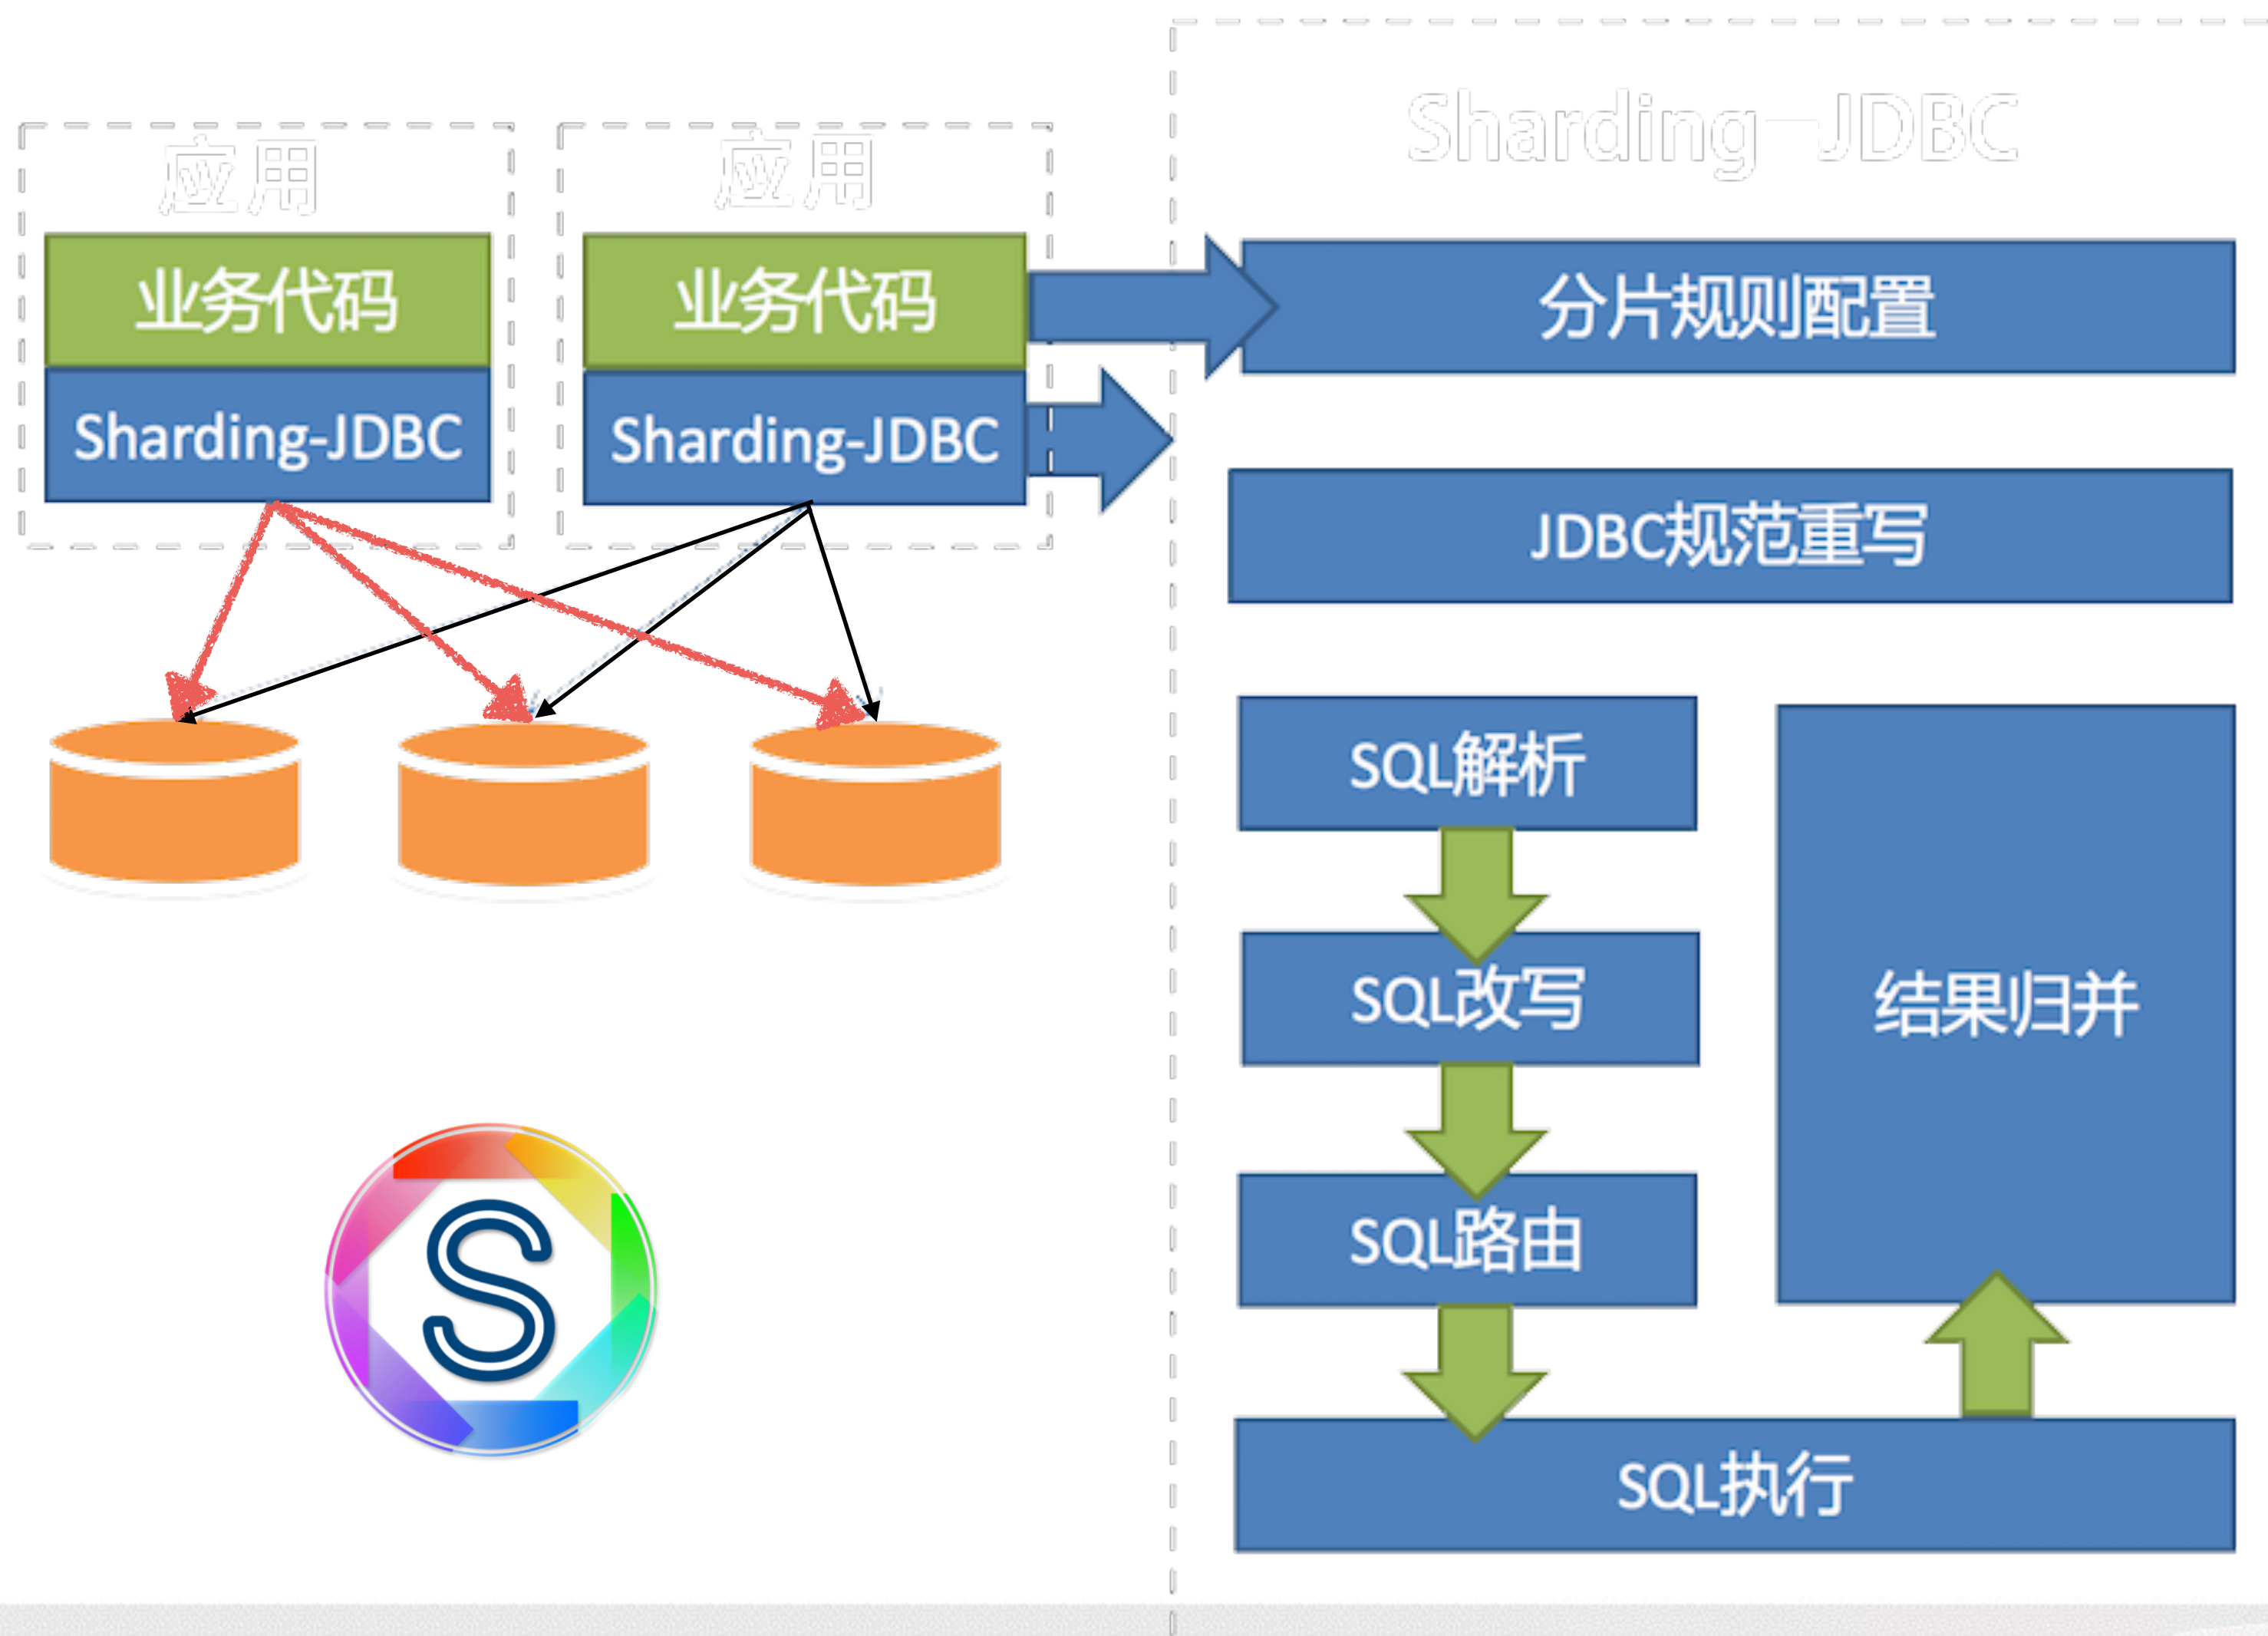 应用
业务代码
Sharding-JDBC
应用
业务代码
Sharding-JDBC
Sharding-JDBC
分片规则配置
JDBC规范重写
SQL解析
SQL改写
SQL路由
结果归并
SQL执行
S